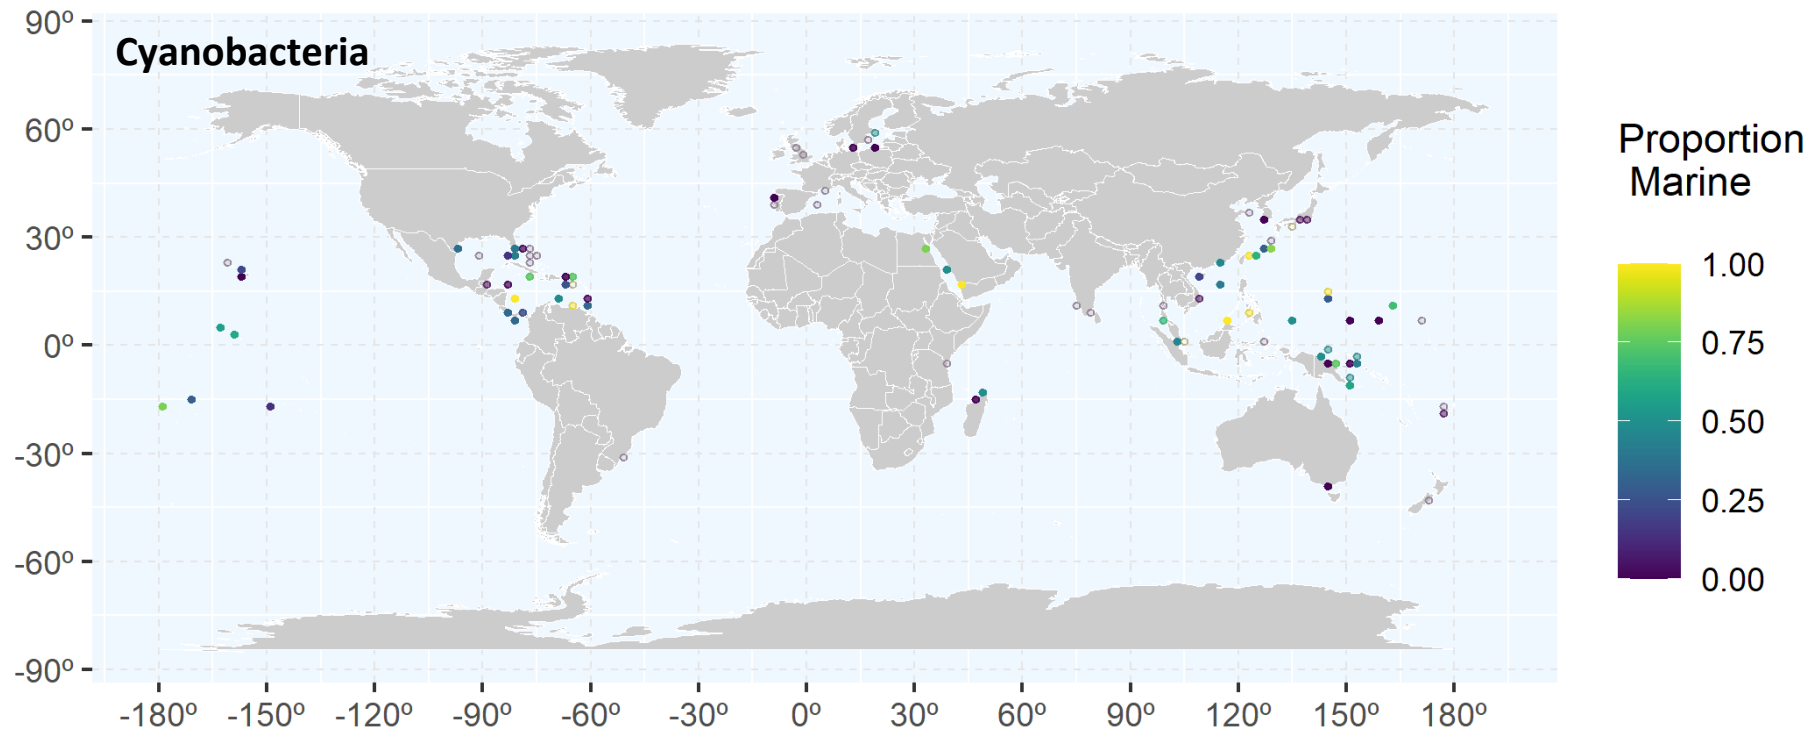 Cyanobacteria
90º
60º
30º
0º
-30º
-60º
-90º
-180º -150º -120º -90º -60º -30º 0º 30º 60º 90º 120º 150º 180º
Proportion
Marine
1.00
0.75
0.50
0.25
0.00